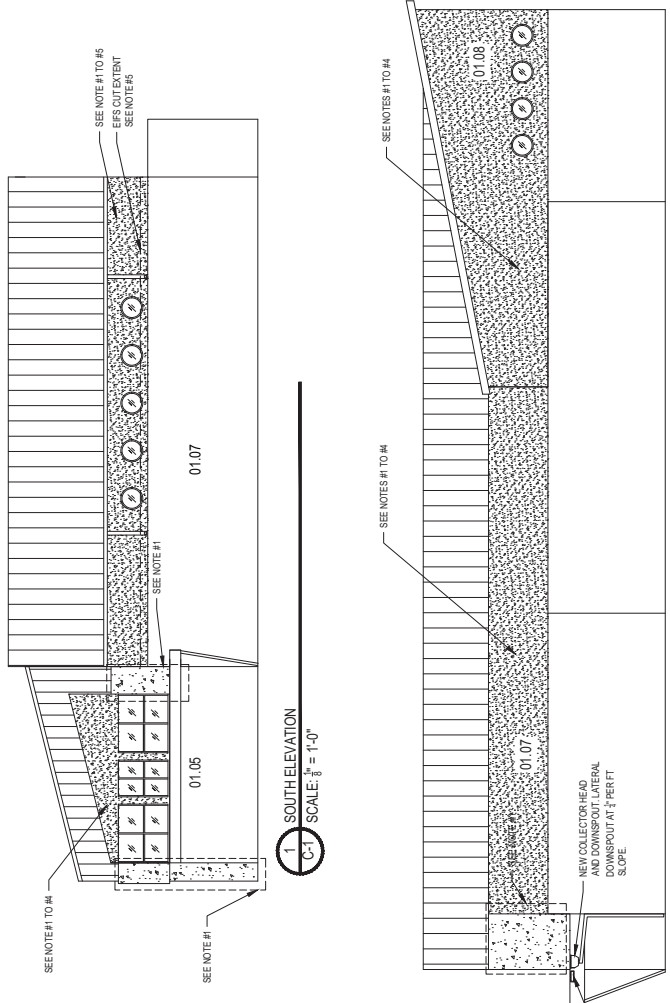 SEE NOTE #1 TO #4
SEE NOTE #1
01.05
SEE NOTE #1
01.07
SEE NOTE #1 TO #5
EIFS CUT EXTENT
SEE NOTE #5
1
C-1
SOUTH ELEVATION
SCALE: 1/8" = 1'-0"
NEW COLLECTOR HEAD
AND DOWNSPOUT. LATERAL
DOWNSPOUT AT 1/4" PER FT
SLOPE.
SEE NOTE #1
01.07
SEE NOTES #1 TO #4
SEE NOTES #1 TO #4
01.08